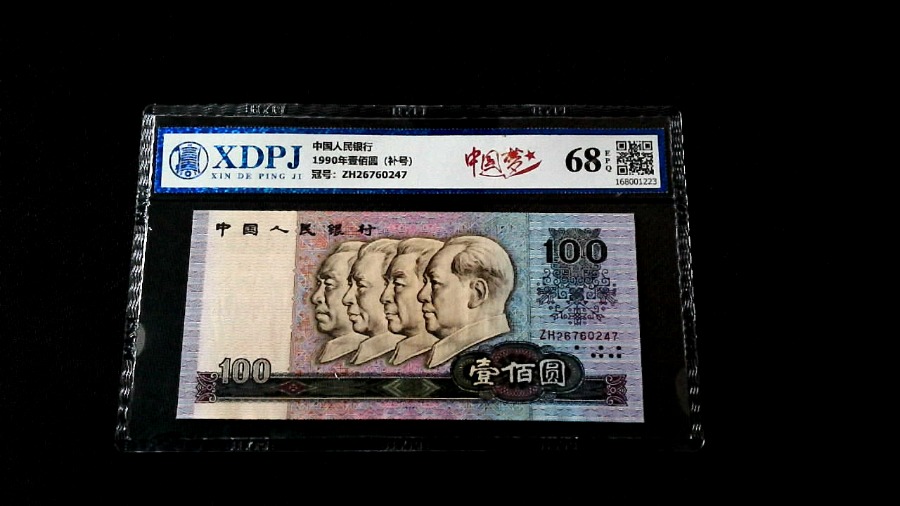 XDPJ
XIN DE PING JI
中国人民银行
1990年壹佰圆（补号）
冠号：ZH26760247
中国梦
68
EPQ
168001223
中国人民银行
100
ZH26760247
100
壹佰圆